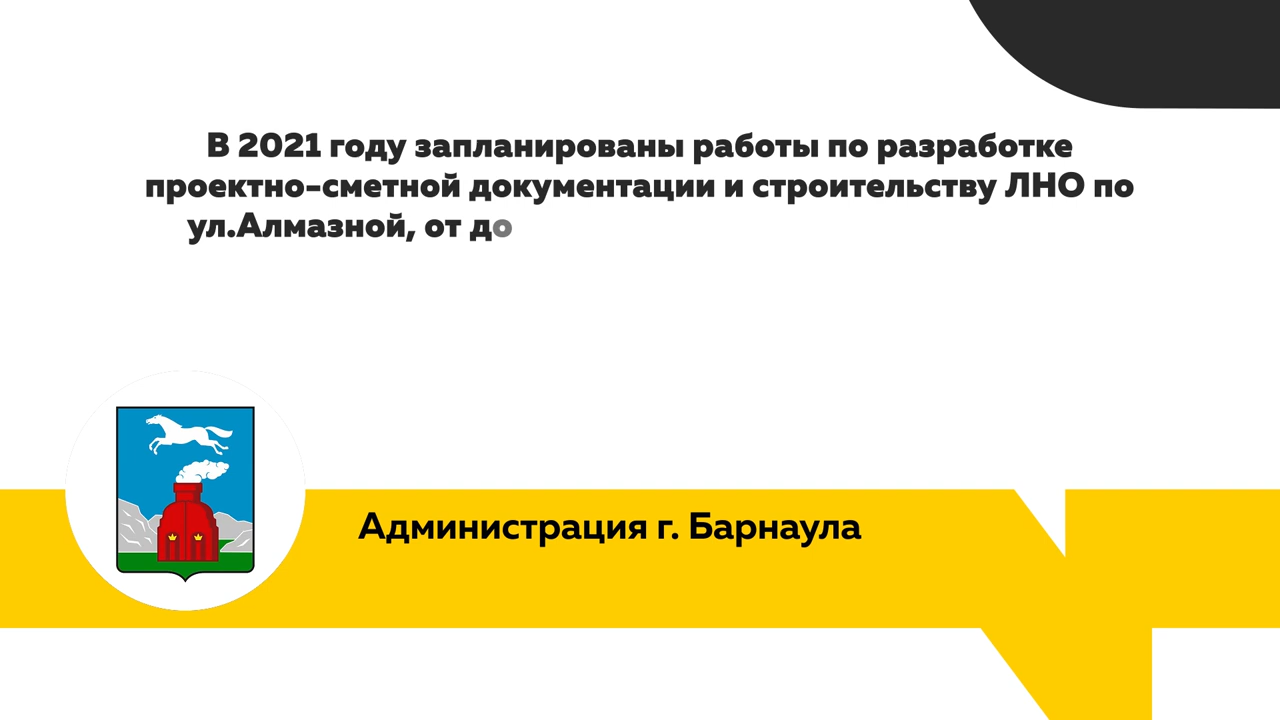 В 2021 году запланированы работы по разработке
проектно-сметной документации и строительству ЛНО по
ул.Алмазной, от до
Администрация г. Барнаула